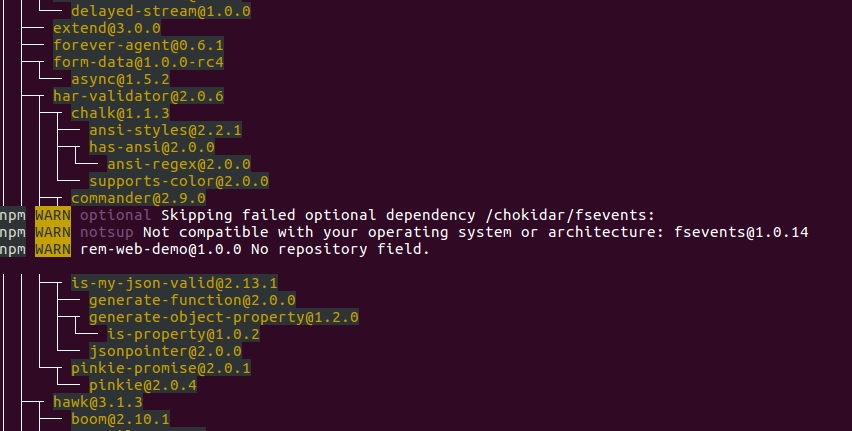 delayed-stream@1.0.0
extend@3.0.0
forever-agent@0.6.1
form-data@1.0.0-rc4
async@1.5.2
har-validator@2.0.6
chalk@1.1.3
ansi-styles@2.2.1
has-ansi@2.0.0
ansi-regex@2.0.0
supports-color@2.0.0
commander@2.9.0
npm WARN optional Skipping failed optional dependency /chokidar/fsevents:
npm WARN notsup Not compatible with your operating system or architecture: fsevents@1.0.14
npm WARN rem-web-demo@1.0.0 No repository field.
is-my-json-valid@2.13.1
generate-function@2.0.0
generate-object-property@1.2.0
is-property@1.0.2
jsonpointer@2.0.0
pinkie-promise@2.0.1
pinkie@2.0.4
hawk@3.1.3
boom@2.10.1